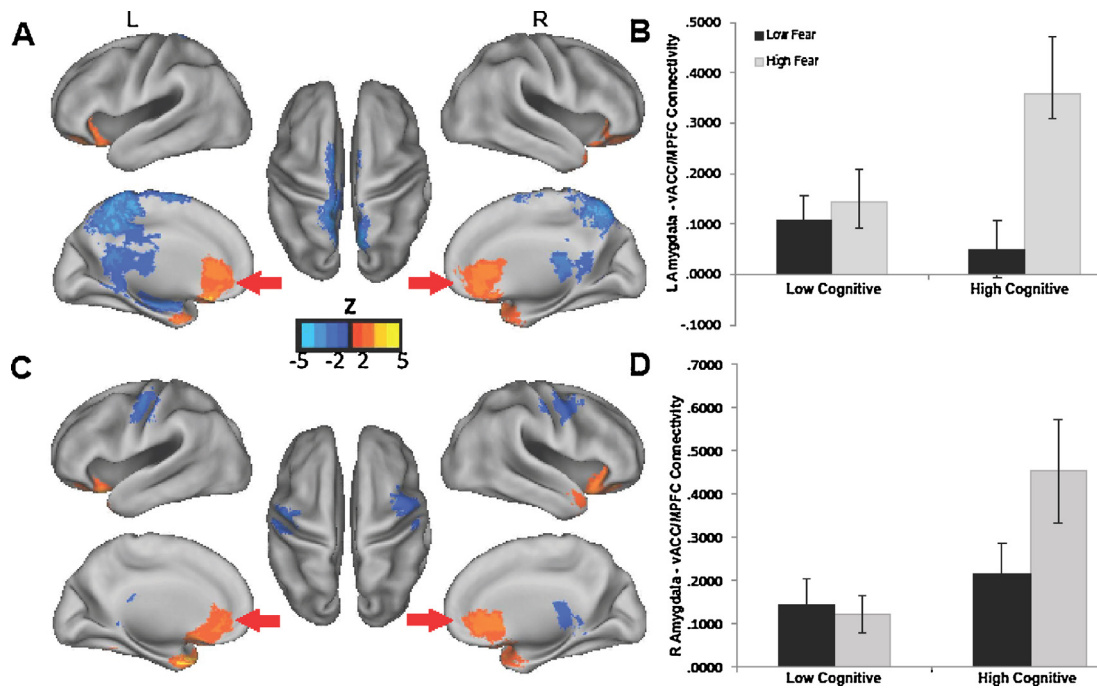 L
R
A
Z
-5 -2 2 5
B
L Amygdala - vACC/MPFC Connectivity
.5000
.4000
.3000
.2000
.1000
.0000
-.1000
Low Fear
High Fear
Low Cognitive High Cognitive
C
D
R Amygdala - vACC/MPFC Connectivity
.7000
.6000
.5000
.4000
.3000
.2000
.1000
.0000
Low Cognitive High Cognitive